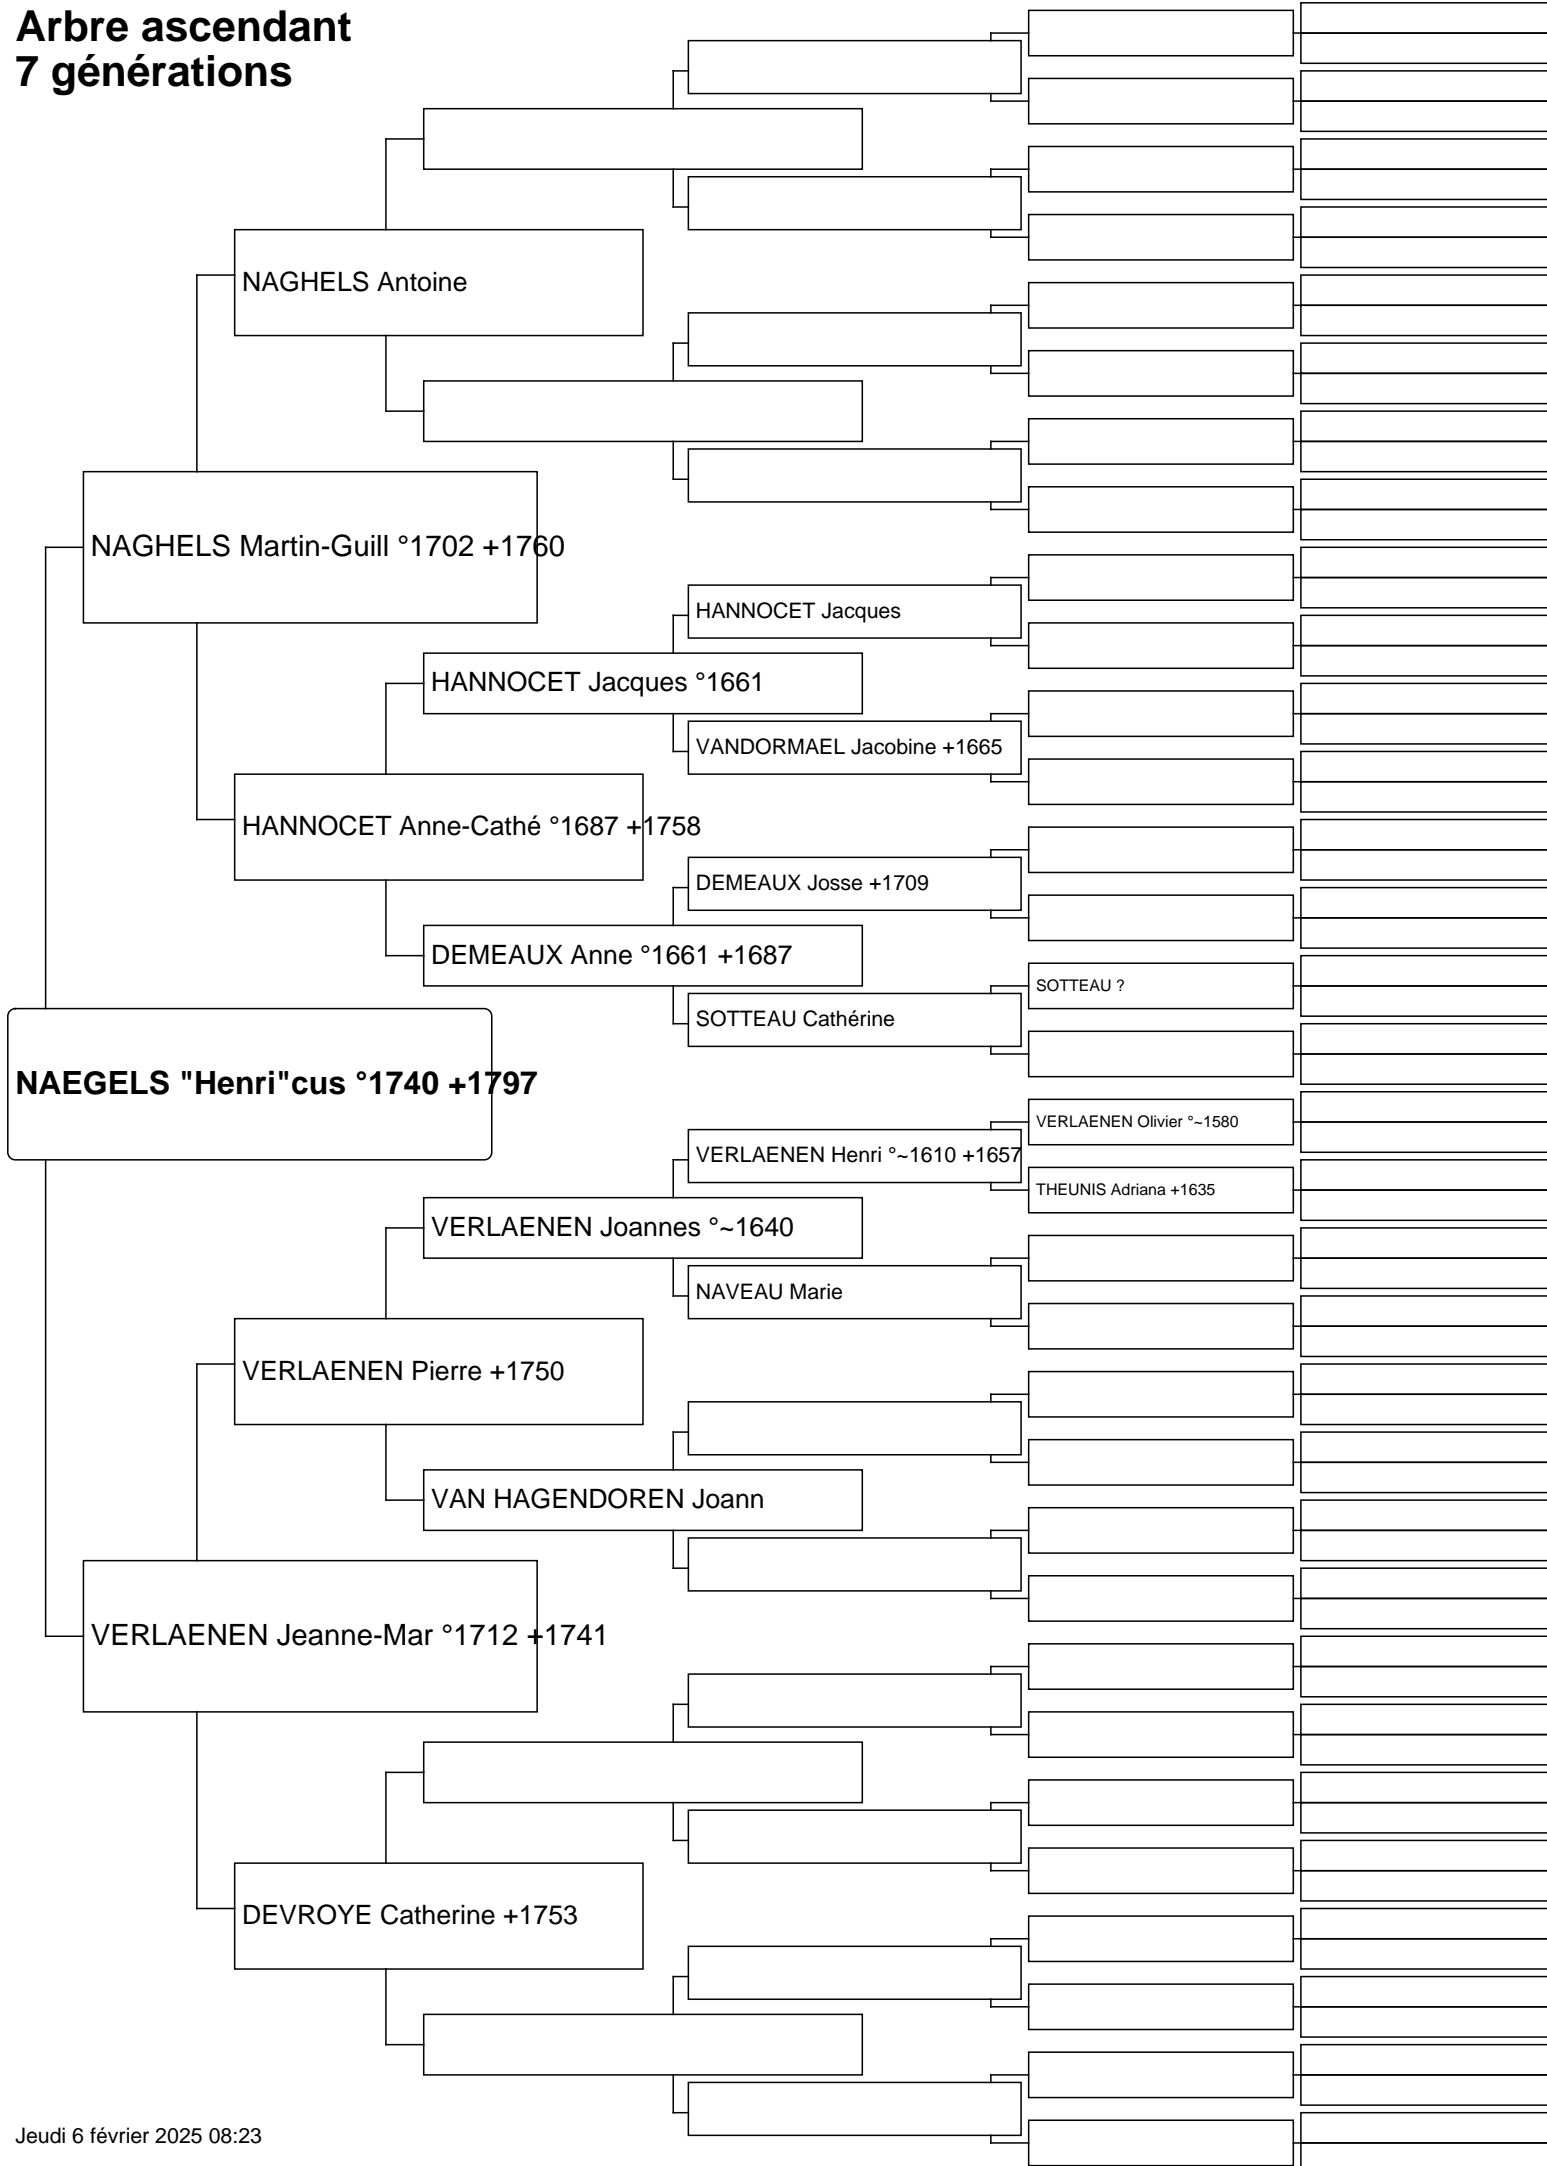 Arbre ascendant
7 générations
NAGHELS Antoine
NAGHELS Martin-Guill °1702 +1760
HANNOCET Jacques
HANNOCET Jacques °1661
VANDORMAEL Jacobine +1665
HANNOCET Anne-Cathé °1687 +1758
DEMEAUX Josse +1709
DEMEAUX Anne °1661 +1687
SOTTEAU ?
SOTTEAU Cathérine
NAEGELS "Henri"cus °1740 +1797
VERLAENEN Olivier °~1580
VERLAENEN Henri °~1610 +1657
THEUNIS Adriana +1635
VERLAENEN Joannes °~1640
NAVEAU Marie
VERLAENEN Pierre +1750
VAN HAGENDOREN Joann
VERLAENEN Jeanne-Mar °1712 +1741
DEVROYE Catherine +1753
Jeudi 6 février 2025 08:23